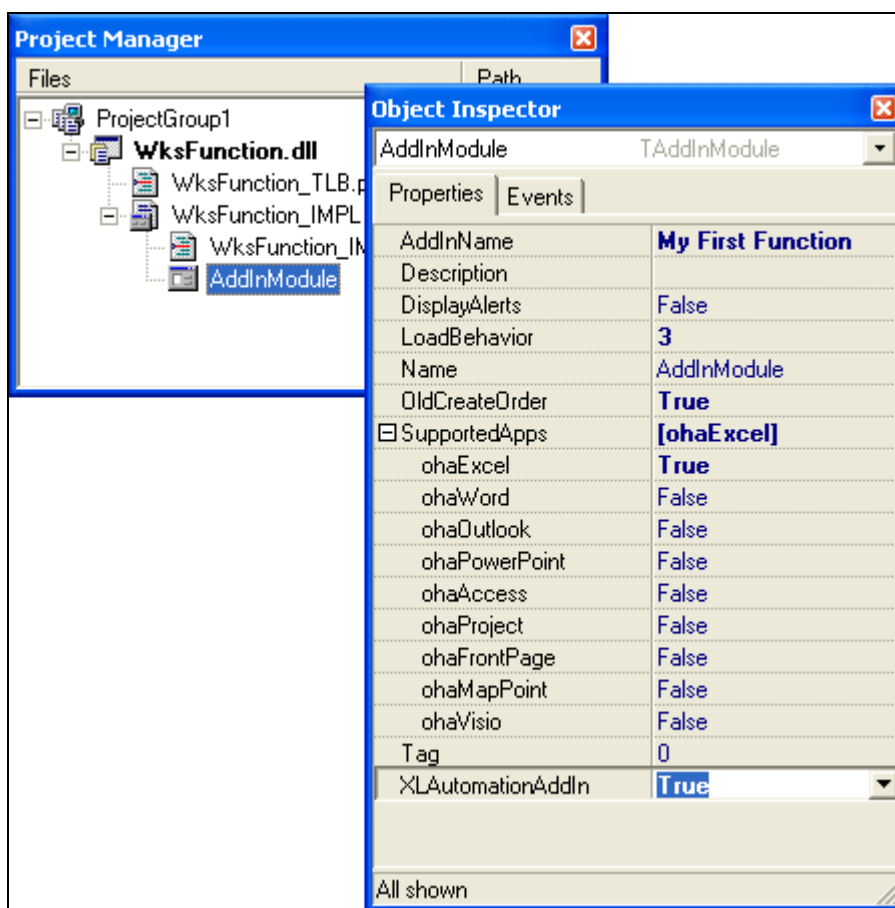 Project Manager
Files Path
ProjectGroup1
WksFunction.dll
WksFunction_TLB.p
WksFunction_IMPL
WksFunction_IM
AddInModule
Object Inspector
AddInModule TAddInModule
Properties Events
AddInName My First Function
Description
DisplayAlerts False
LoadBehavior 3
Name AddInModule
OldCreateOrder True
SupportedApps [ohaExcel]
ohaExcel True
ohaWord False
ohaOutlook False
ohaPowerPoint False
ohaAccess False
ohaProject False
ohaFrontPage False
ohaMapPoint False
ohaVisio False
Tag 0
XLAutomationAddIn True
All shown